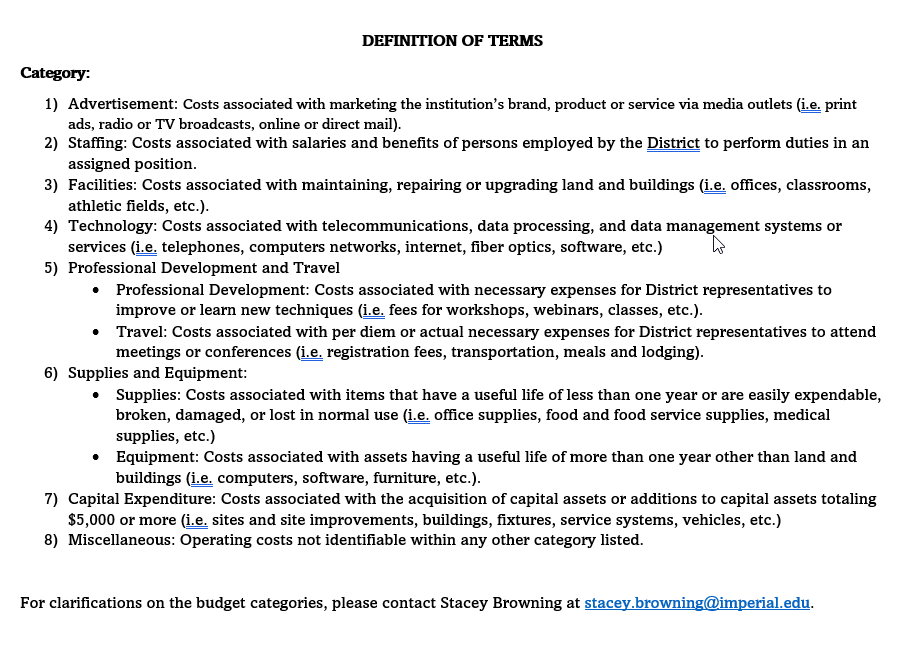 DEFINITION OF TERMS
Category:
1) Advertisement: Costs associated with marketing the institution's brand, product or service via media outlets (i.e. print
ads, radio or TV broadcasts, online or direct mail).
2) Staffing: Costs associated with salaries and benefits of persons employed by the District to perform duties in an
assigned position.
3) Facilities: Costs associated with maintaining, repairing or upgrading land and buildings (i.e. offices, classrooms,
athletic fields, etc.).
4) Technology: Costs associated with telecommunications, data processing, and data management systems or
services (i.e. telephones, computers networks, internet, fiber optics, software, etc.)
5) Professional Development and Travel
• Professional Development: Costs associated with necessary expenses for District representatives to
improve or learn new techniques (i.e. fees for workshops, webinars, classes, etc.).
• Travel: Costs associated with per diem or actual necessary expenses for District representatives to attend
meetings or conferences (i.e. registration fees, transportation, meals and lodging).
6) Supplies and Equipment:
• Supplies: Costs associated with items that have a useful life of less than one year or are easily expendable,
broken, damaged, or lost in normal use (i.e. office supplies, food and food service supplies, medical
supplies, etc.)
• Equipment: Costs associated with assets having a useful life of more than one year other than land and
buildings (i.e. computers, software, furniture, etc.).
7) Capital Expenditure: Costs associated with the acquisition of capital assets or additions to capital assets totaling
$5,000 or more (i.e. sites and site improvements, buildings, fixtures, service systems, vehicles, etc.)
8) Miscellaneous: Operating costs not identifiable within any other category listed.
For clarifications on the budget categories, please contact Stacey Browning at stacey.browning@imperial.edu.